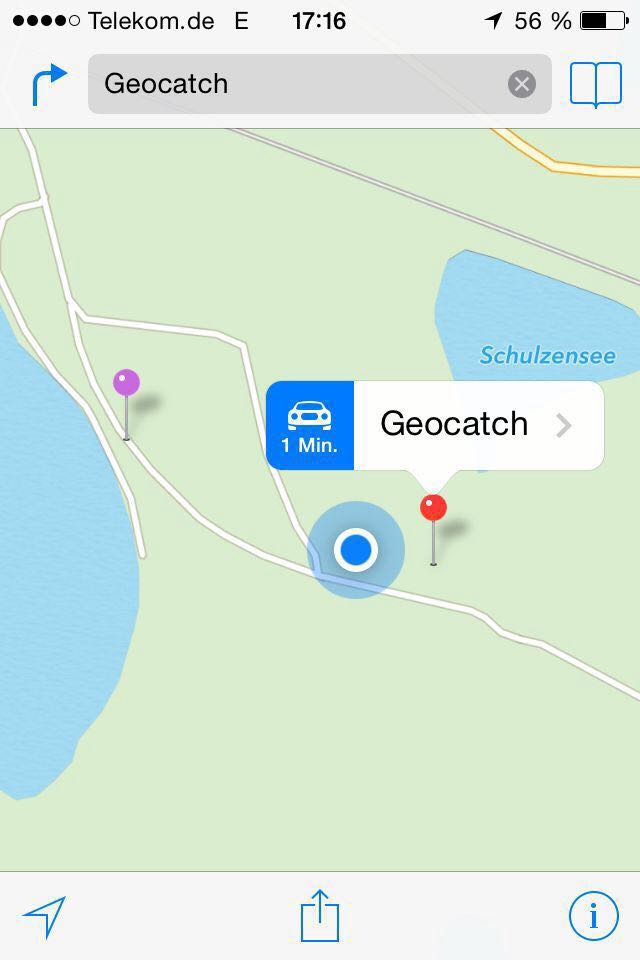 Telekom.de E 17:16 56 %
Geocatch
Schulzensee
Geocatch
1 Min.